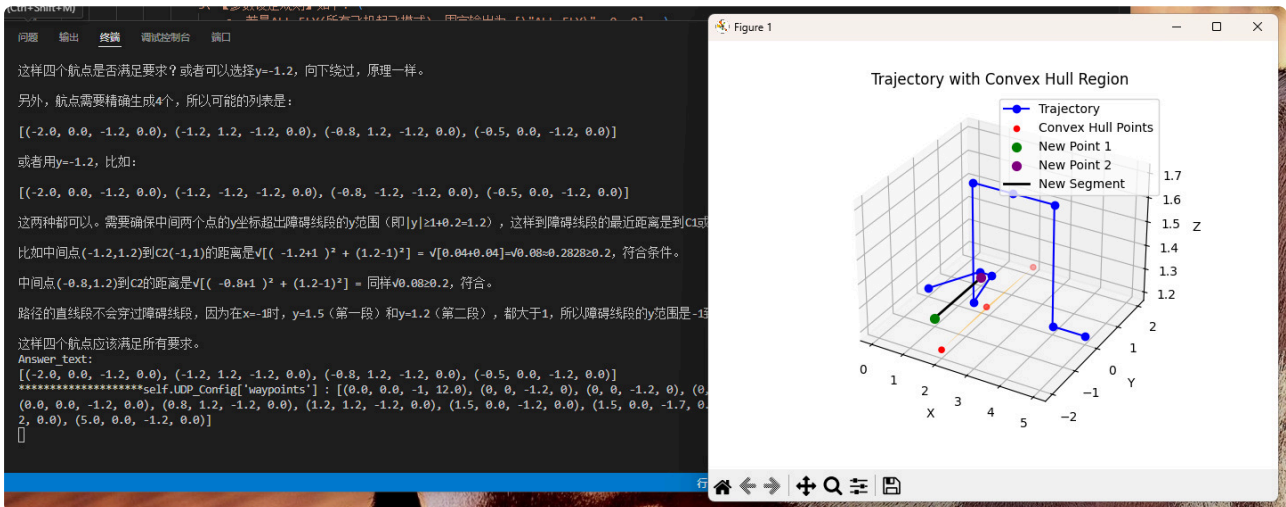 (Ctrl+Shift+M)
问题 输出 终端 调试控制台 端口
这样四个航点是否满足要求？或者可以选择y=-1.2，向下绕过，原理一样。
另外，航点需要精确生成4个，所以可能的列表是：
[(-2.0, 0.0, -1.2, 0.0), (-1.2, 1.2, -1.2, 0.0), (-0.8, 1.2, -1.2, 0.0), (-0.5, 0.0, -1.2, 0.0)]
或者用y=-1.2，比如：
[(-2.0, 0.0, -1.2, 0.0), (-1.2, -1.2, -1.2, 0.0), (-0.8, -1.2, -1.2, 0.0), (-0.5, 0.0, -1.2, 0.0)]
这两种都可以。需要确保中间两个点的y坐标超出障碍线段的y范围（即|y|≥1+0.2=1.2），这样到障碍线段的最近距离是到C1或
比如中间点(-1.2,1.2)到C2(-1,1)的距离是√[( -1.2+1 )² + (1.2-1)²] = √[0.04+0.04]=√0.08≈0.2828≥0.2，符合条件。
中间点(-0.8,1.2)到C2的距离是√[( -0.8+1 )² + (1.2-1)²] = 同样√0.08≥0.2，符合。
路径的直线段不会穿过障碍线段，因为在x=-1时，y=1.5（第一段）和y=1.2（第二段），都大于1，所以障碍线段的y范围是-1到
这样四个航点应该满足所有要求。
Answer_text:
[(-2.0, 0.0, -1.2, 0.0), (-1.2, 1.2, -1.2, 0.0), (-0.8, 1.2, -1.2, 0.0), (-0.5, 0.0, -1.2, 0.0)]
********************self.UDP_Config['waypoints'] : [(0.0, 0.0, -1, 12.0), (0, 0, -1.2, 0), (0, 0, -1.2, 0), (0,
(0.0, 0.0, -1.2, 0.0), (0.8, 1.2, -1.2, 0.0), (1.2, 1.2, -1.2, 0.0), (1.5, 0.0, -1.2, 0.0), (1.5, 0.0, -1.7, 0.
2, 0.0), (5.0, 0.0, -1.2, 0.0)]
行
Figure 1
Trajectory with Convex Hull Region
Trajectory
Convex Hull Points
New Point 1
New Point 2
New Segment
1.7
1.6
1.5 Z
1.4
1.3
1.2
0 1 2 3 4 5
X
−2 −1 0 1 2
Y